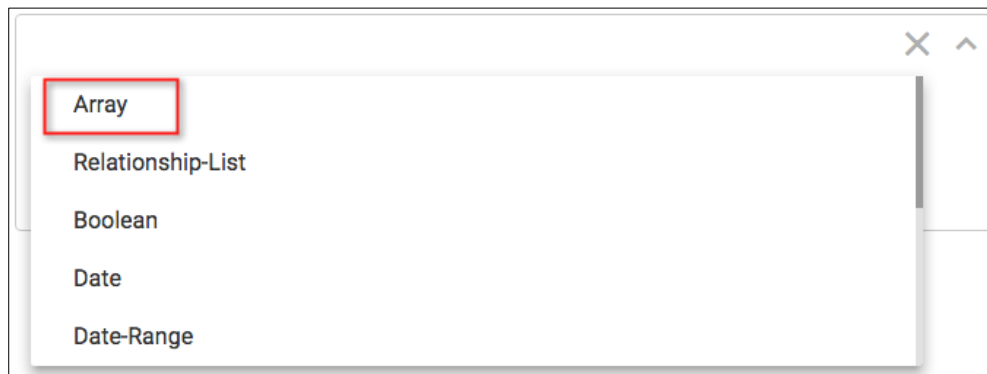 Array
Relationship-List
Boolean
Date
Date-Range